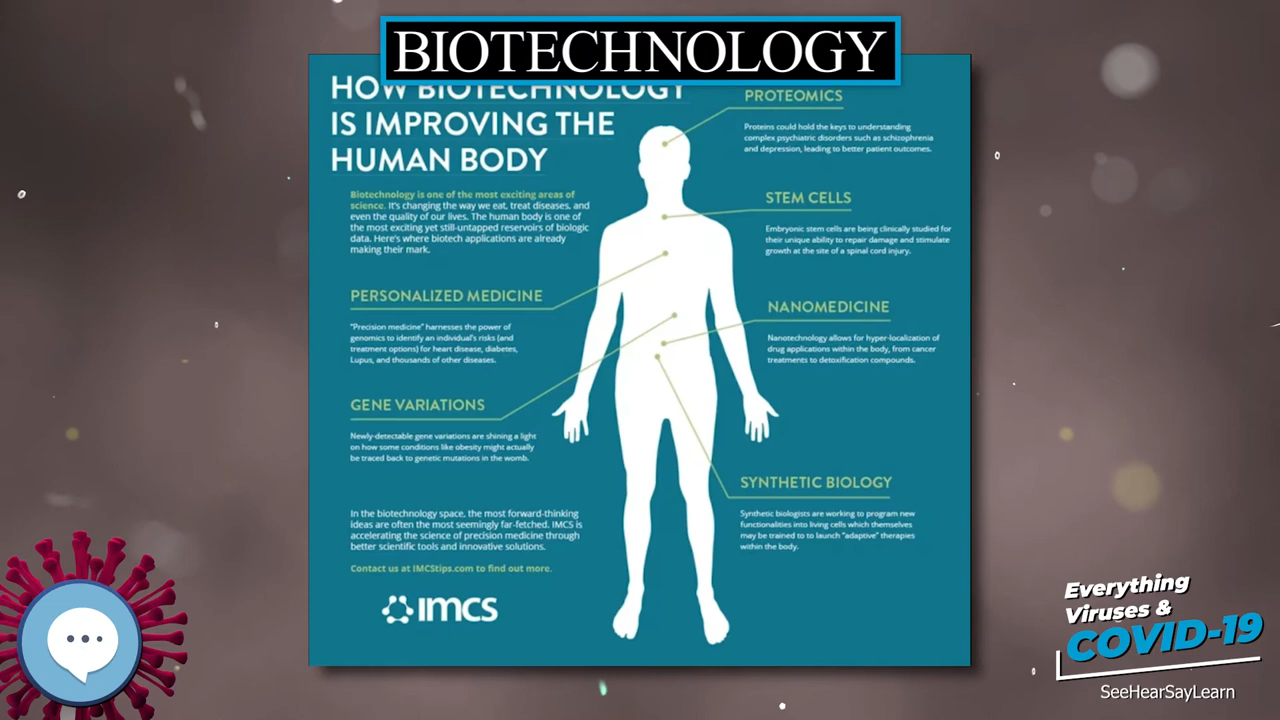 BIOTECHNOLOGY
HOW BIOTECHNOLOGY
IS IMPROVING THE
HUMAN BODY
Biotechnology is one of the most exciting areas of
science. It's changing the way we eat, treat diseases, and
even the quality of our lives. The human body is one of
the most exciting yet still-untapped reservoirs of biologic
data. Here's where biotech applications are already
making their mark.
PERSONALIZED MEDICINE
"Precision medicine" harnesses the power of
genomics to identify an individual's risks (and
treatment options) for heart disease, diabetes,
Lupus, and thousands of other diseases.
GENE VARIATIONS
Newly-detectable gene variations are shining a light
on how some conditions like obesity might actually
be traced back to genetic mutations in the womb.
In the biotechnology space, the most forward-thinking
ideas are often the most seemingly far-fetched. IMCS is
accelerating the science of precision medicine through
better scientific tools and innovative solutions.
Contact us at IMCStips.com to find out more.
imcs
PROTEOMICS
Proteins could hold the keys to understanding
complex psychiatric disorders such as schizophrenia
and depression, leading to better patient outcomes.
STEM CELLS
Embryonic stem cells are being clinically studied for
their unique ability to repair damage and stimulate
growth at the site of a spinal cord injury.
NANOMEDICINE
Nanotechnology allows for hyper-localization of
drug applications within the body, from cancer
treatments to detoxification compounds.
SYNTHETIC BIOLOGY
Synthetic biologists are working to program new
functionalities into living cells which themselves
may be trained to to launch "adaptive" therapies
within the body.
Everything
Viruses &
COVID-19
SeeHearSayLearn